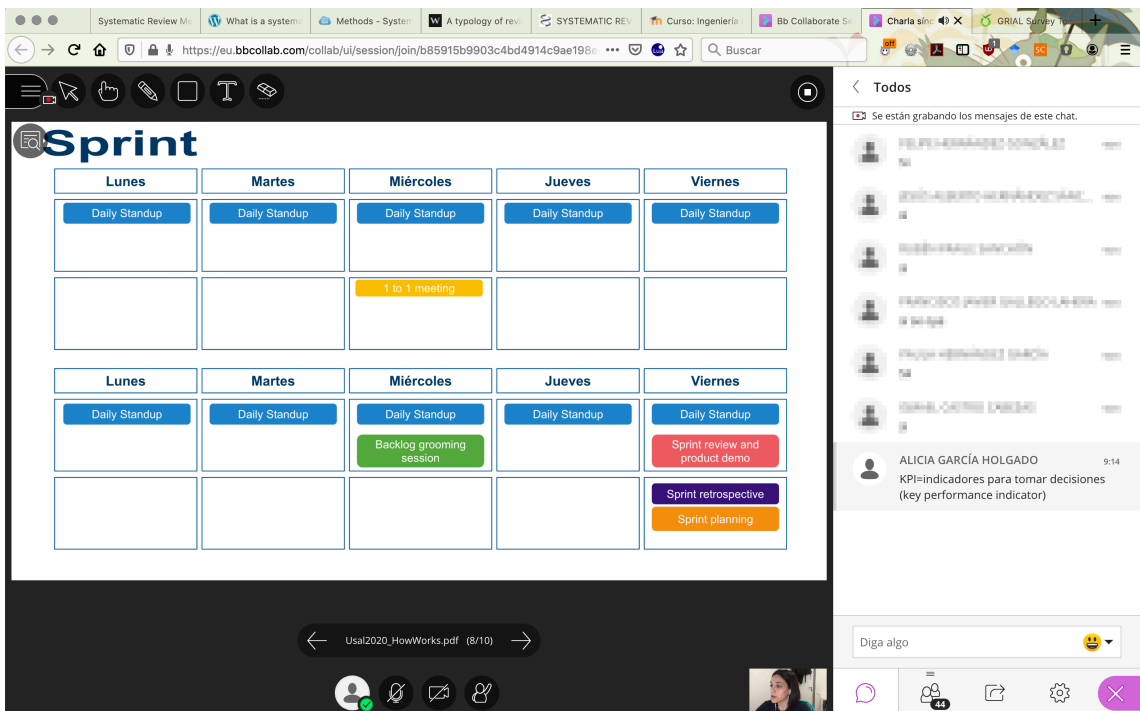 Systematic Review Me
What is a systema
Methods - System
A typology of revi
SYSTEMATIC REV
Curso: Ingeniería
Bb Collaborate Se
Charla sínc
GRIAL Survey To
https://eu.bbcollab.com/collab/ui/session/join/b85915b9903c4bd4914c9ae198e
Buscar
off
SC
Todos
Se están grabando los mensajes de este chat.
Sprint
Lunes Martes Miércoles Jueves Viernes
Daily Standup Daily Standup Daily Standup Daily Standup Daily Standup
1 to 1 meeting
Lunes Martes Miércoles Jueves Viernes
Daily Standup Daily Standup Daily Standup Daily Standup Daily Standup
Backlog grooming
session
Sprint review and
product demo
Sprint retrospective
Sprint planning
Usal2020_HowWorks.pdf (8/10)
ALICIA GARCÍA HOLGADO 9:14
KPI=indicadores para tomar decisiones
(key performance indicator)
Diga algo
44